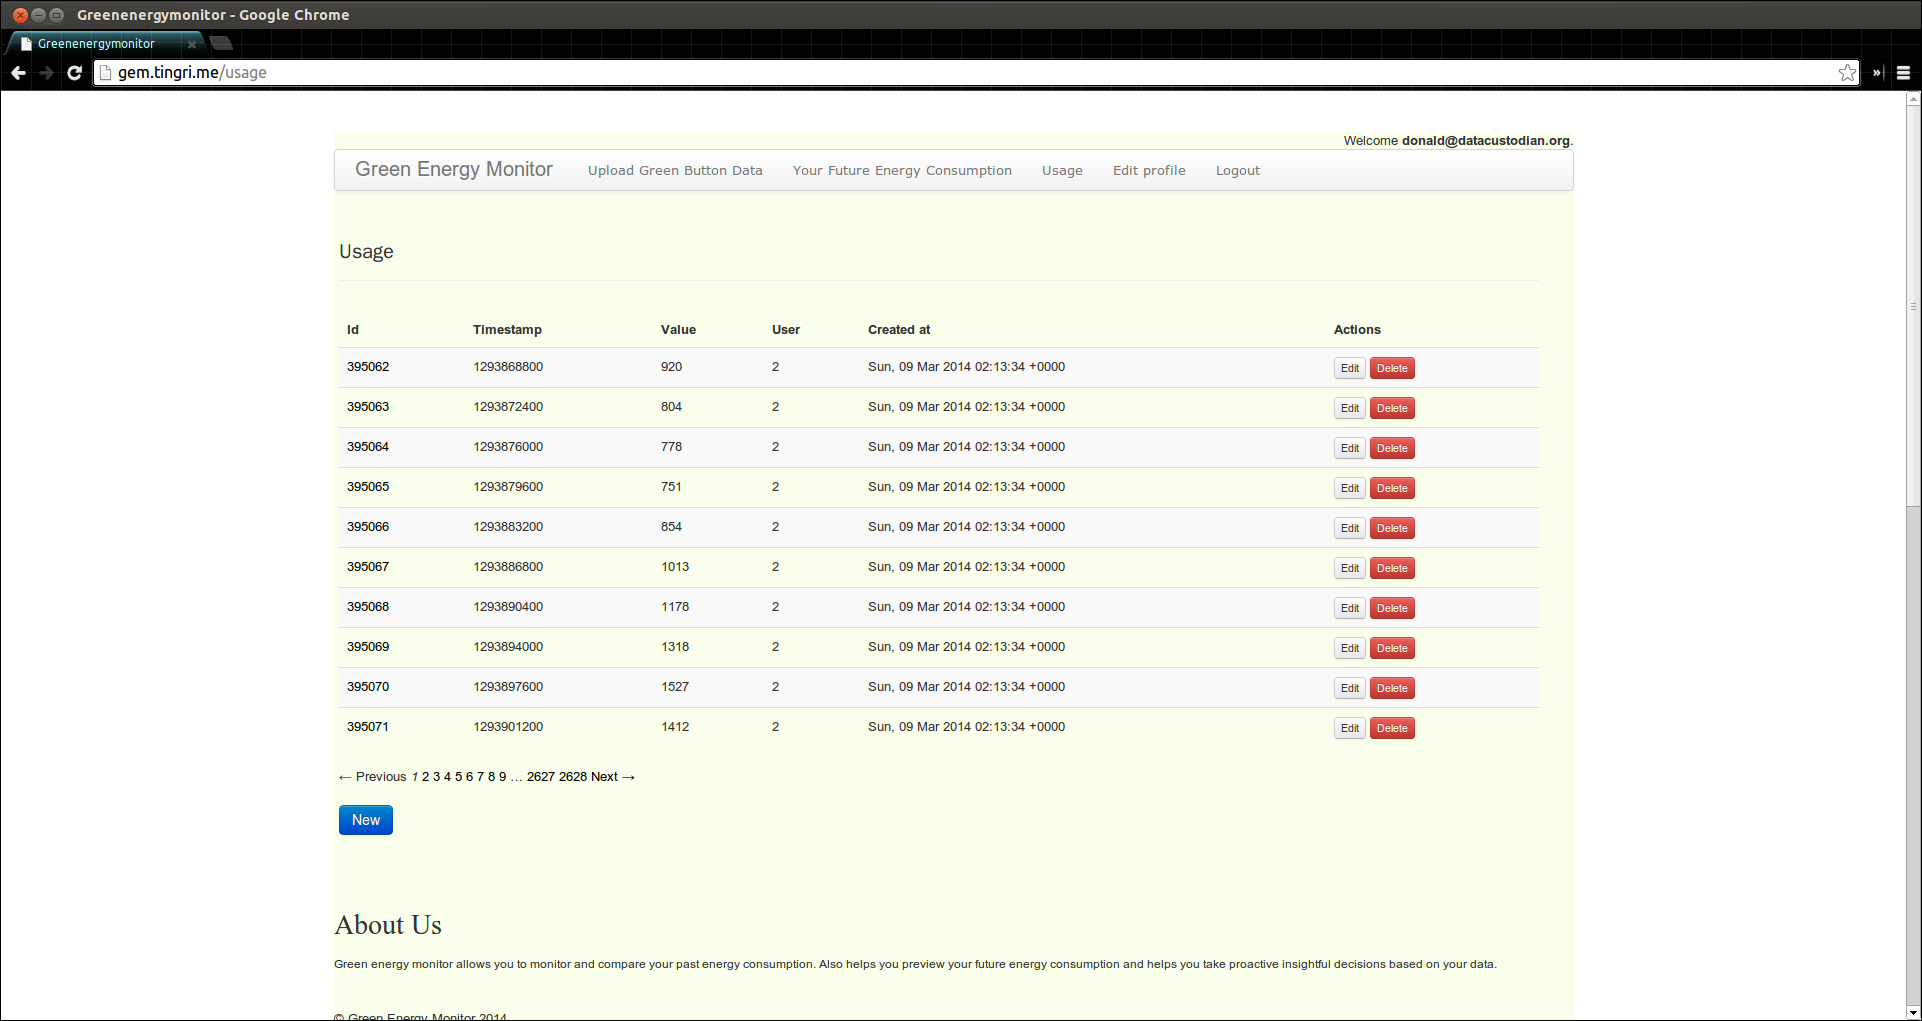 Greenenergymonitor - Google Chrome
Greenenergymonitor
gem.tingri.me/usage
Welcome donald@datacustodian.org.
Green Energy Monitor Upload Green Button Data Your Future Energy Consumption Usage Edit profile Logout
Usage
Id Timestamp Value User Created at Actions
395062 1293868800 920 2 Sun, 09 Mar 2014 02:13:34 +0000 Edit Delete
395063 1293872400 804 2 Sun, 09 Mar 2014 02:13:34 +0000 Edit Delete
395064 1293876000 778 2 Sun, 09 Mar 2014 02:13:34 +0000 Edit Delete
395065 1293879600 751 2 Sun, 09 Mar 2014 02:13:34 +0000 Edit Delete
395066 1293883200 854 2 Sun, 09 Mar 2014 02:13:34 +0000 Edit Delete
395067 1293886800 1013 2 Sun, 09 Mar 2014 02:13:34 +0000 Edit Delete
395068 1293890400 1178 2 Sun, 09 Mar 2014 02:13:34 +0000 Edit Delete
395069 1293894000 1318 2 Sun, 09 Mar 2014 02:13:34 +0000 Edit Delete
395070 1293897600 1527 2 Sun, 09 Mar 2014 02:13:34 +0000 Edit Delete
395071 1293901200 1412 2 Sun, 09 Mar 2014 02:13:34 +0000 Edit Delete
← Previous 1 2 3 4 5 6 7 8 9 … 2627 2628 Next →
New
About Us
Green energy monitor allows you to monitor and compare your past energy consumption. Also helps you preview your future energy consumption and helps you take proactive insightful decisions based on your data.
© Green Energy Monitor 2014